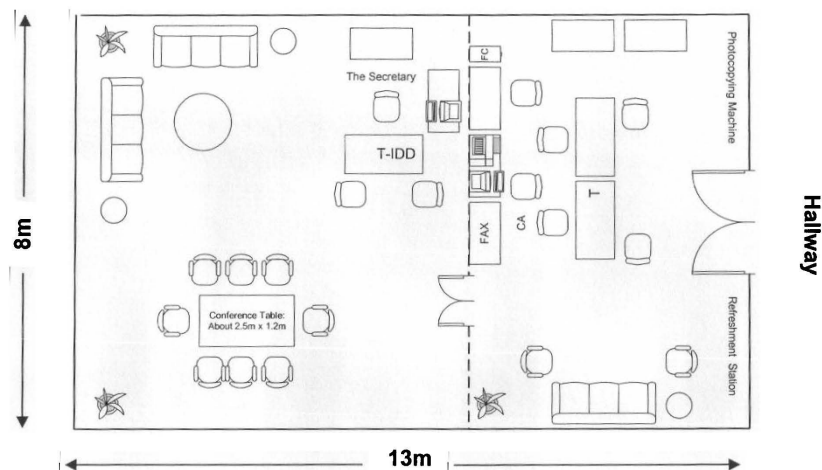 FC
Photocopying Machine
The Secretary
T-IDD
T
8m
FAX
CA
Hallway
Conference Table:
About 2.5m x 1.2m
Refreshment Station
13m